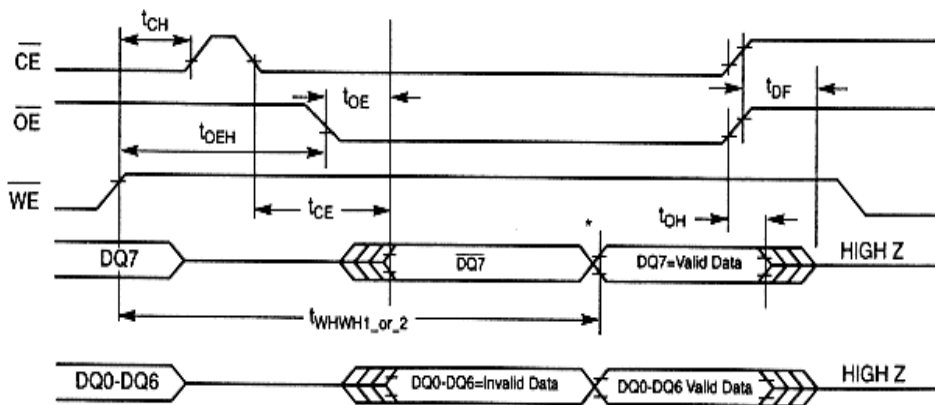 tCH
CE
tOE
tDF
OE
tOEH
WE
tCE
tOH
*
DQ7
DQ7
DQ7=Valid Data
HIGH Z
tWHWH1_or_2
DQ0-DQ6
DQ0-DQ6=Invalid Data
DQ0-DQ6 Valid Data
HIGH Z